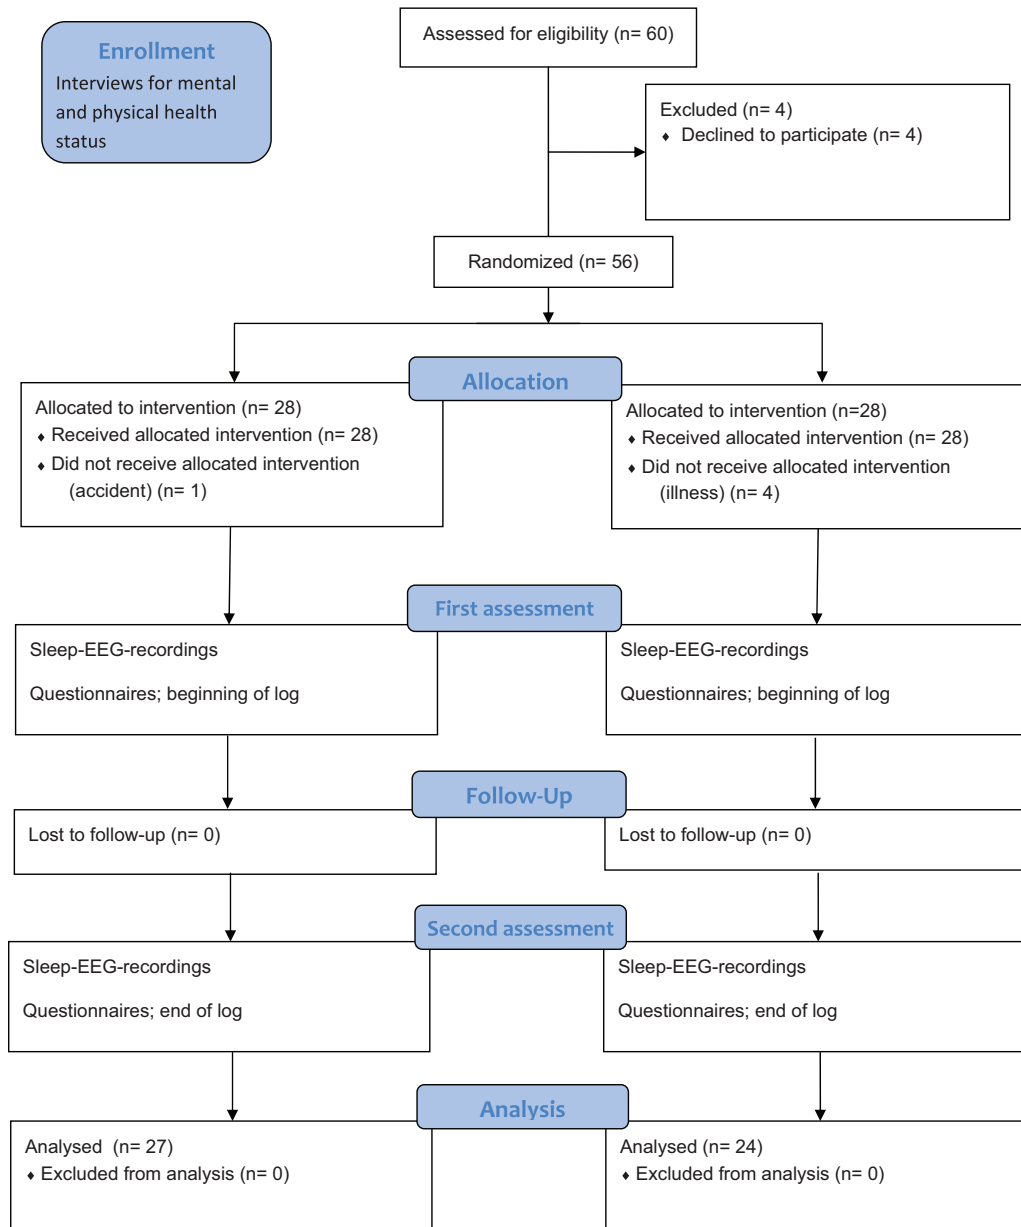 Enrollment
Interviews for mental
and physical health
status
Assessed for eligibility (n= 60)
Excluded (n= 4)
♦ Declined to participate (n= 4)
Randomized (n= 56)
Allocation
Allocated to intervention (n= 28)
♦ Received allocated intervention (n= 28)
♦ Did not receive allocated intervention
(accident) (n= 1)
Allocated to intervention (n=28)
♦ Received allocated intervention (n= 28)
♦ Did not receive allocated intervention
(illness) (n= 4)
First assessment
Sleep-EEG-recordings
Questionnaires; beginning of log
Sleep-EEG-recordings
Questionnaires; beginning of log
Follow-Up
Lost to follow-up (n= 0)
Lost to follow-up (n= 0)
Second assessment
Sleep-EEG-recordings
Questionnaires; end of log
Sleep-EEG-recordings
Questionnaires; end of log
Analysis
Analysed (n= 27)
♦ Excluded from analysis (n= 0)
Analysed (n= 24)
♦ Excluded from analysis (n= 0)